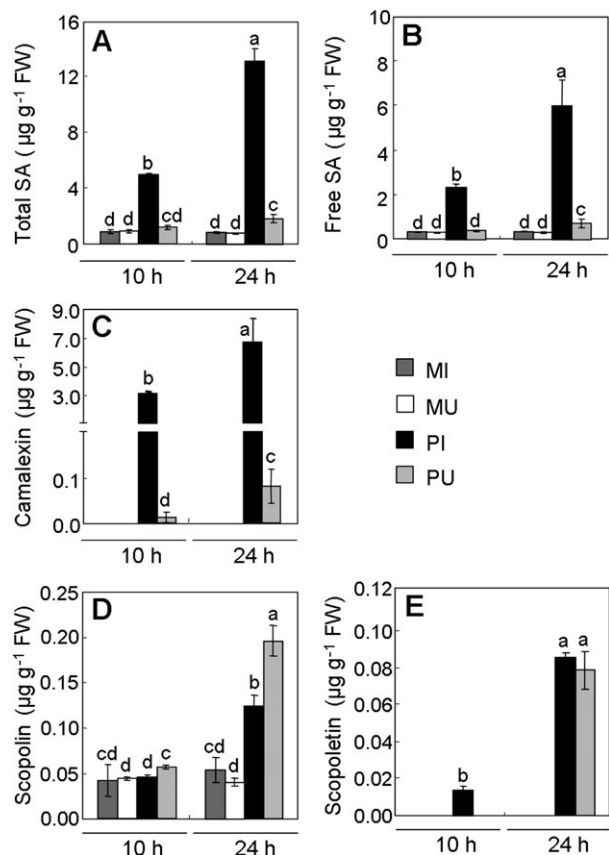 A
Total SA ( µg g⁻¹ FW)
16
12
8
4
0
d d b cd
d d a c
10 h 24 h
B
Free SA ( µg g⁻¹ FW)
10
8
6
4
2
0
d d b d
d d a c
10 h 24 h
C
Camalexin (µg g⁻¹ FW)
9.0
7.0
5.0
3.0
0.1
0.0
b d
a c
10 h 24 h
MI
MU
PI
PU
D
Scopolin (µg g⁻¹ FW)
0.25
0.20
0.15
0.10
0.05
0.00
cd d d c
cd d b a
10 h 24 h
E
Scopoletin (µg g⁻¹ FW)
0.12
0.10
0.08
0.06
0.04
0.02
0.00
b
a a
10 h 24 h